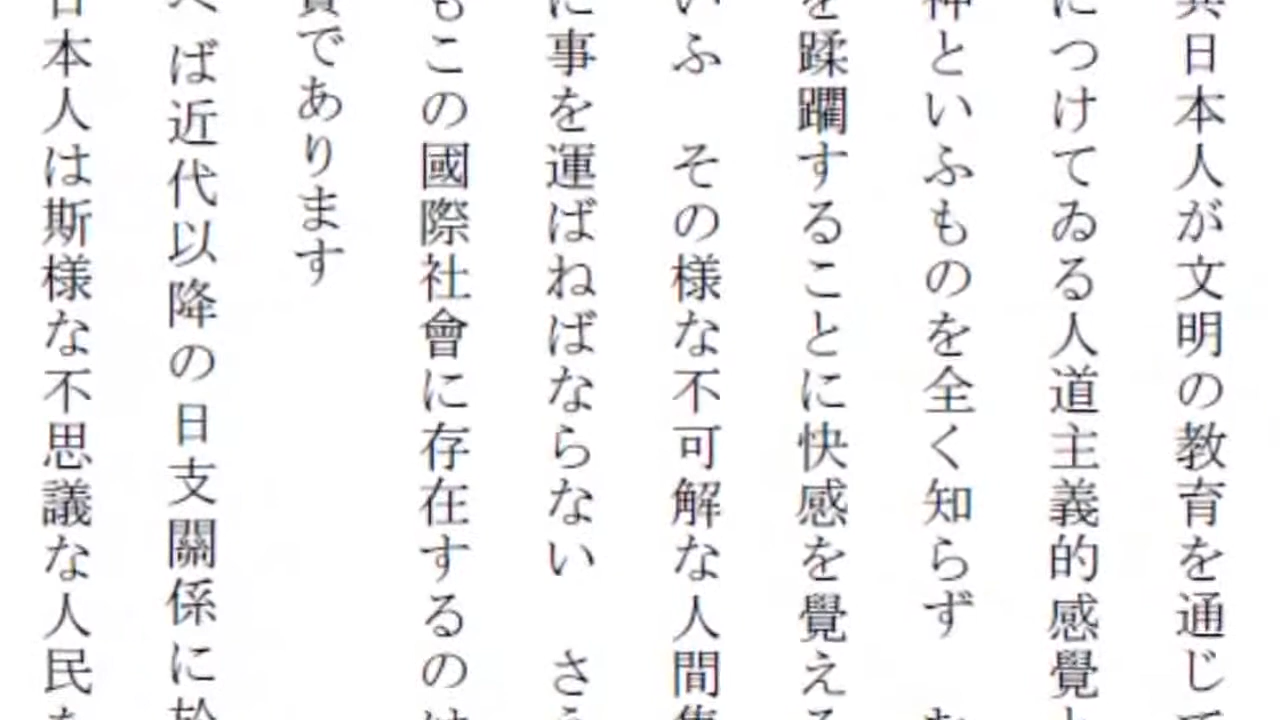 日本人が文明の教育を通じて
につけてゐる人道主義的感覺
神といふものを全く知らず
を蹂躙することに快感を覺え
いふ その様な不可解な人間
に事を運ばねばならない さう
もこの國際社會に存在するの
であります
へば近代以降の日支關係に於
日本人は斯様な不思議な人民